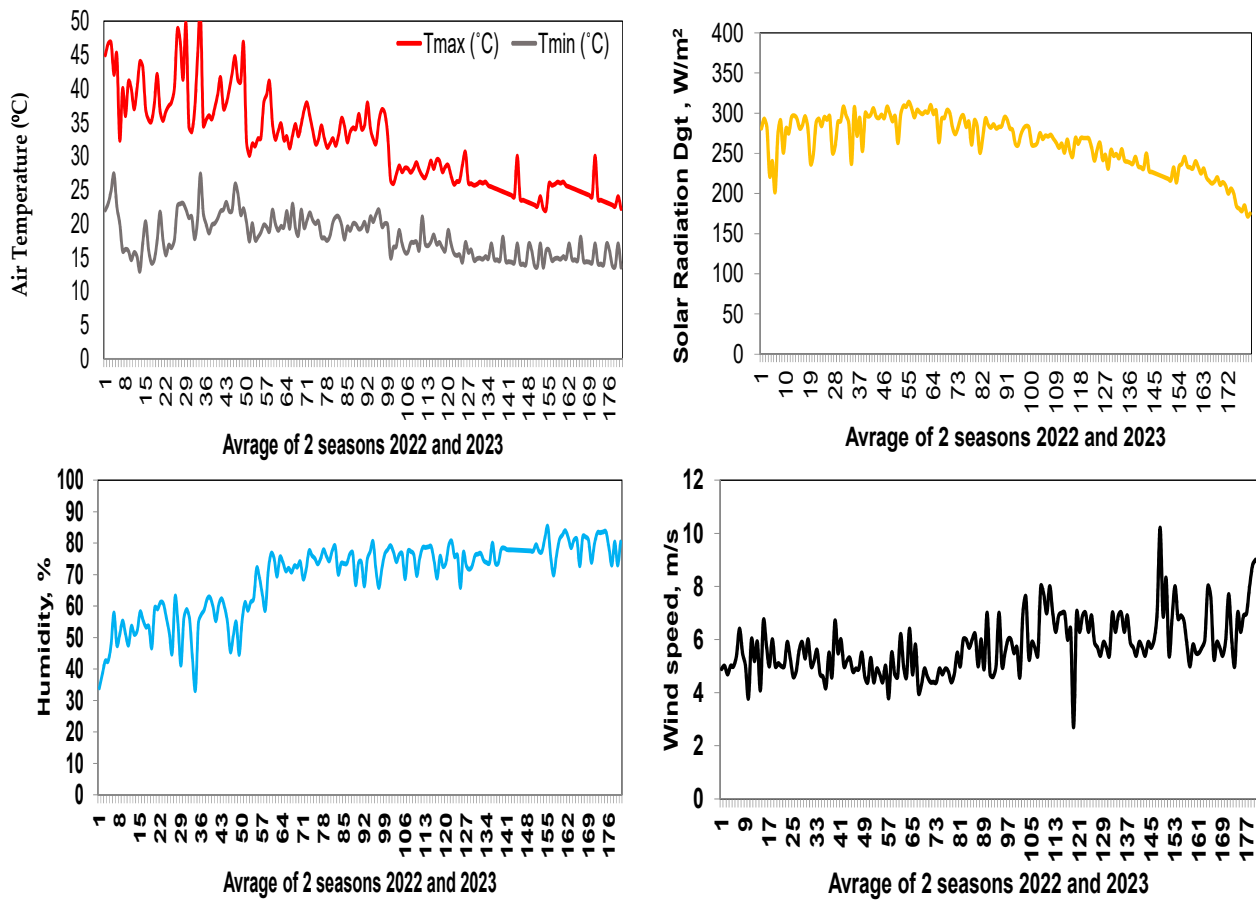 Air Temperature (ºC)
50
45
40
35
30
25
20
15
10
5
0
Tmax (˚C) Tmin (˚C)
1 8 15 22 29 36 43 50 57 64 71 78 85 92 99 106 113 120 127 134 141 148 155 162 169 176
Avrage of 2 seasons 2022 and 2023
Solar Radiation Dgt , W/m²
400
350
300
250
200
150
100
50
0
1 10 19 28 37 46 55 64 73 82 91 100 109 118 127 136 145 154 163 172
Avrage of 2 seasons 2022 and 2023
Humidity, %
100
90
80
70
60
50
40
30
20
10
0
1 8 15 22 29 36 43 50 57 64 71 78 85 92 99 106 113 120 127 134 141 148 155 162 169 176
Avrage of 2 seasons 2022 and 2023
Wind speed, m/s
12
10
8
6
4
2
0
1 9 17 25 33 41 49 57 65 73 81 89 97 105 113 121 129 137 145 153 161 169 177
Avrage of 2 seasons 2022 and 2023